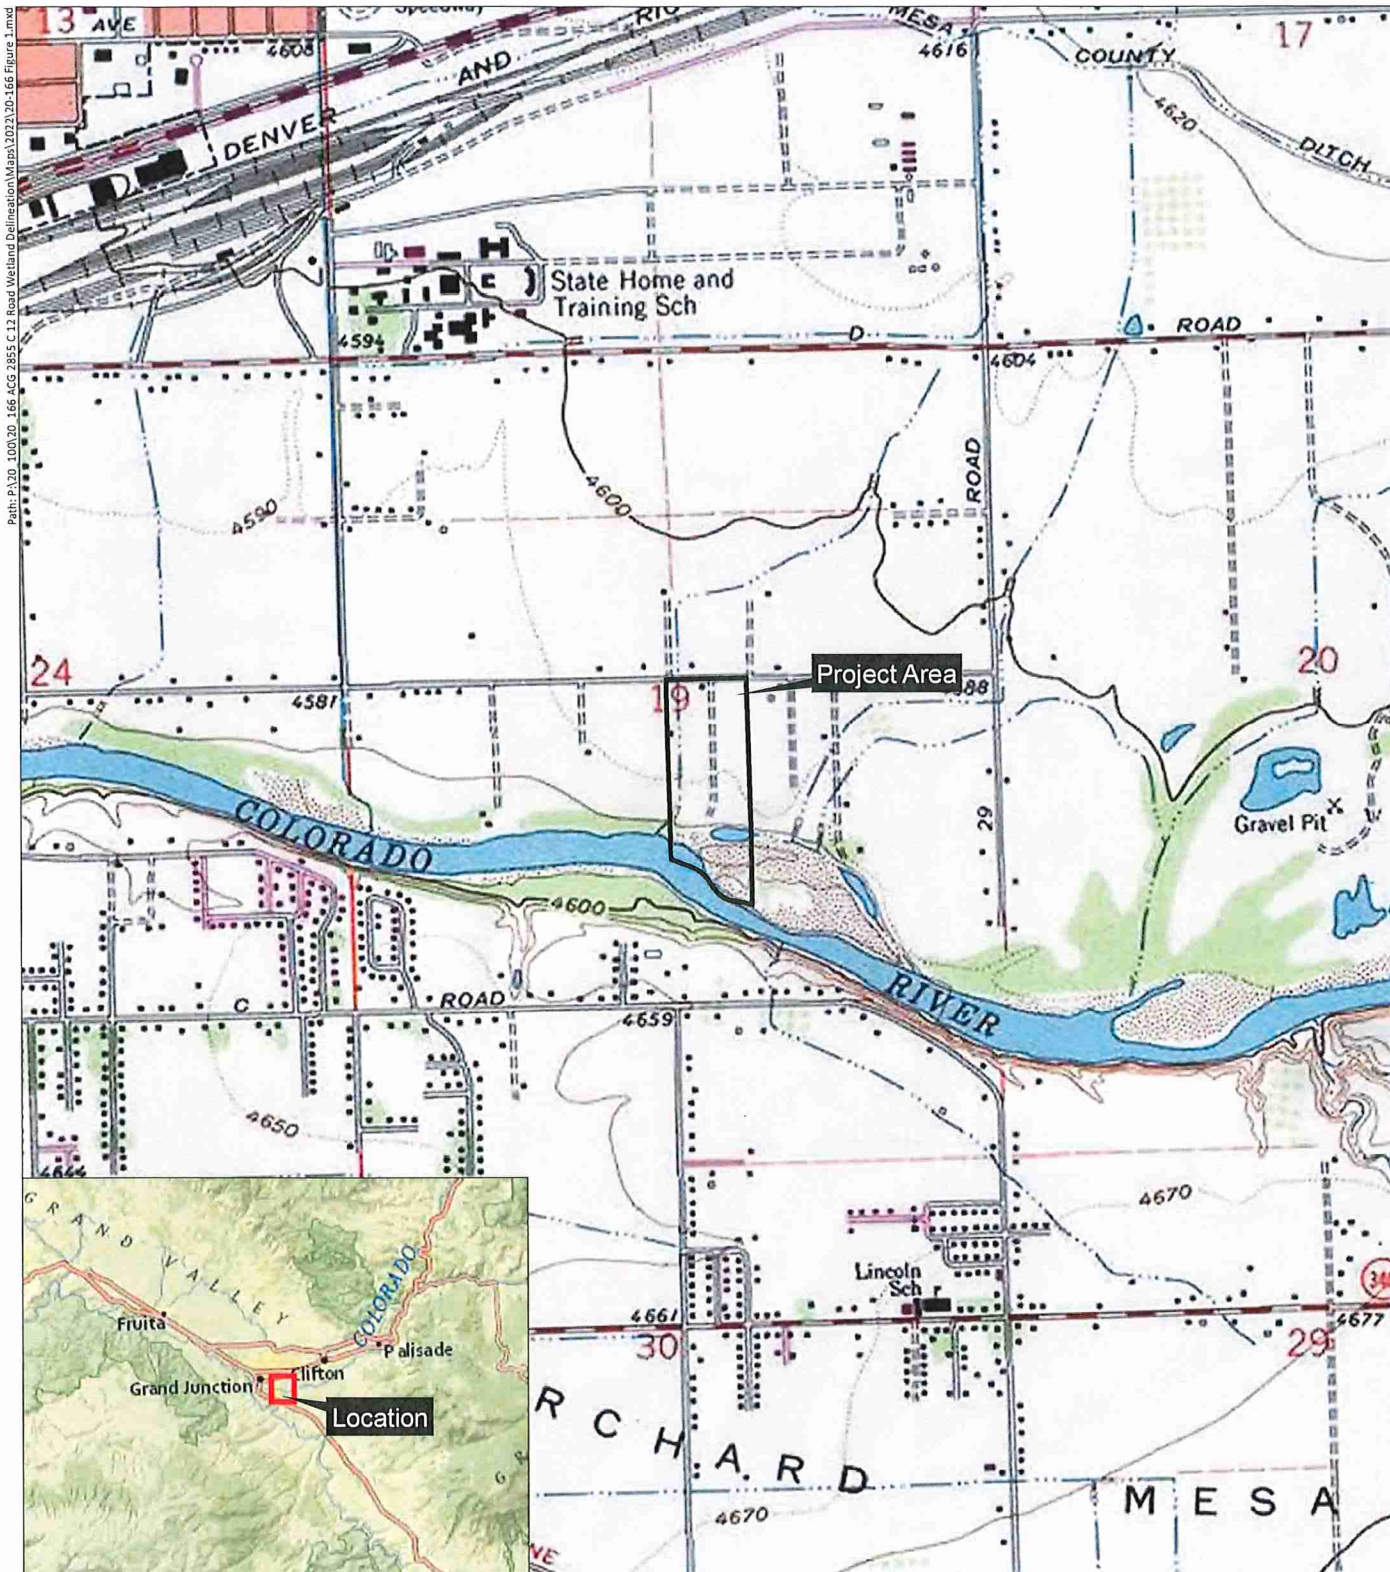 13
AVE
4608
DENVER
AND
RIO
MESA
4616
COUNTY
DITCH
17
4620
State Home and
Training Sch
4594
D
ROAD
4604
4590
4600
ROAD
24
4581
19
Project Area
20
29
Gravel Pit
COLORADO
RIVER
4600
C
ROAD
4659
4650
4644
4670
Lincoln
Sch
4661
30
340
4677
29
ORCHARD
MESA
4670
GRAND VALLEY
COLORADO
Fruita
Palisade
Clifton
Grand Junction
Location
Path: P:\20_100\20_166 ACG 2855 C 12 Road Wetland Delineation\Maps\2022\20-166 Figure 1.mxd